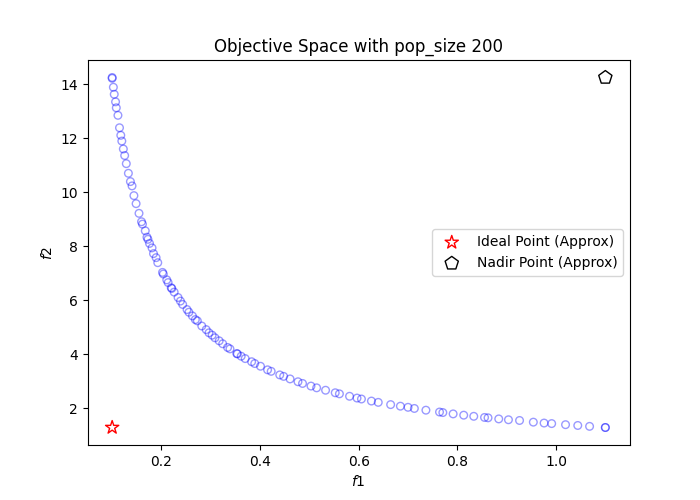 Objective Space with pop_size 200
14
12
10
8
6
4
2
f2
Ideal Point (Approx)
Nadir Point (Approx)
0.2 0.4 0.6 0.8 1.0
f1